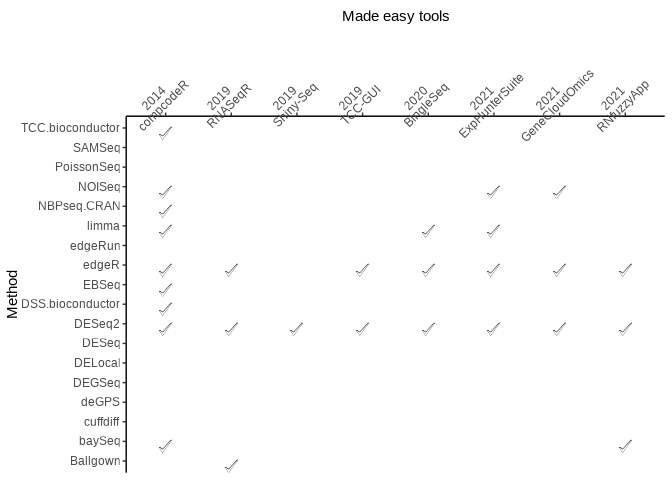 Made easy tools
2014
compcodeR
2019
RNASeqR
2019
Shiny-Seq
2019
TCC-GUI
2020
BingleSeq
2021
ExpHunterSuite
2021
GeneCloudOmics
2021
RNfuzzyApp
Method
TCC.bioconductor
SAMSeq
PoissonSeq
NOISeq
NBPseq.CRAN
limma
edgeRun
edgeR
EBSeq
DSS.bioconductor
DESeq2
DESeq
DELocal
DEGSeq
deGPS
cuffdiff
baySeq
Ballgown